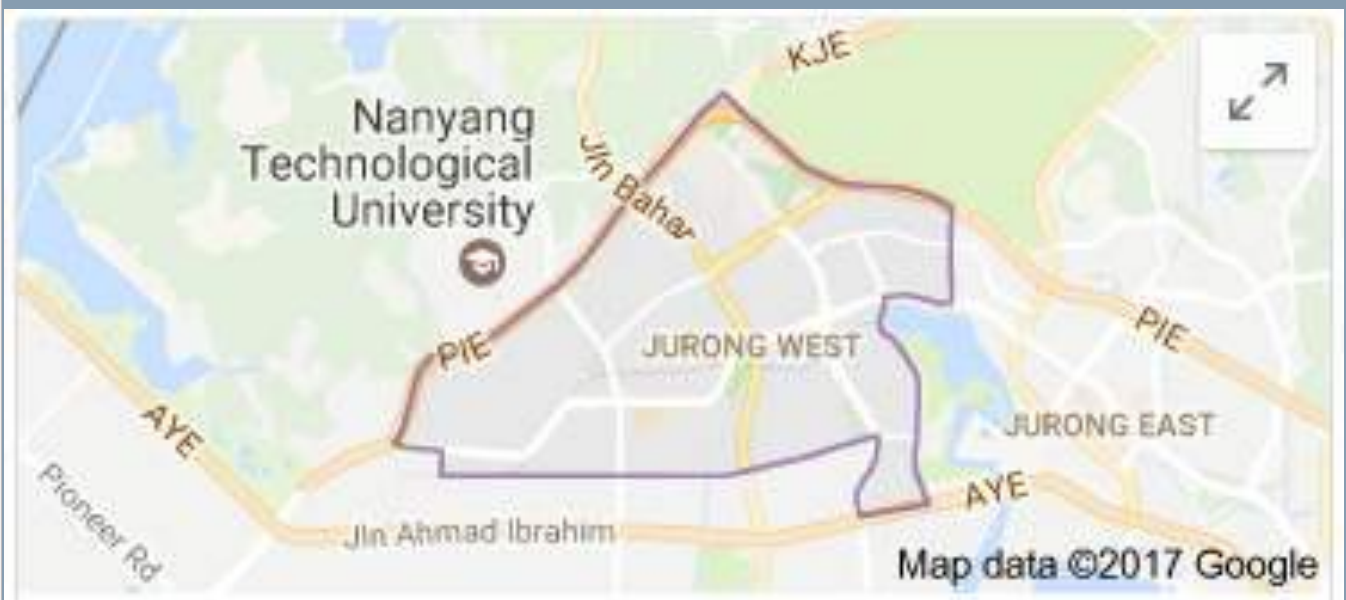 KJE
Nanyang
Technological
University
Jln Bahar
PIE
JURONG WEST
PIE
AYE
JURONG EAST
Pioneer Rd
AYE
Jln Ahmad Ibrahim
Map data ©2017 Google